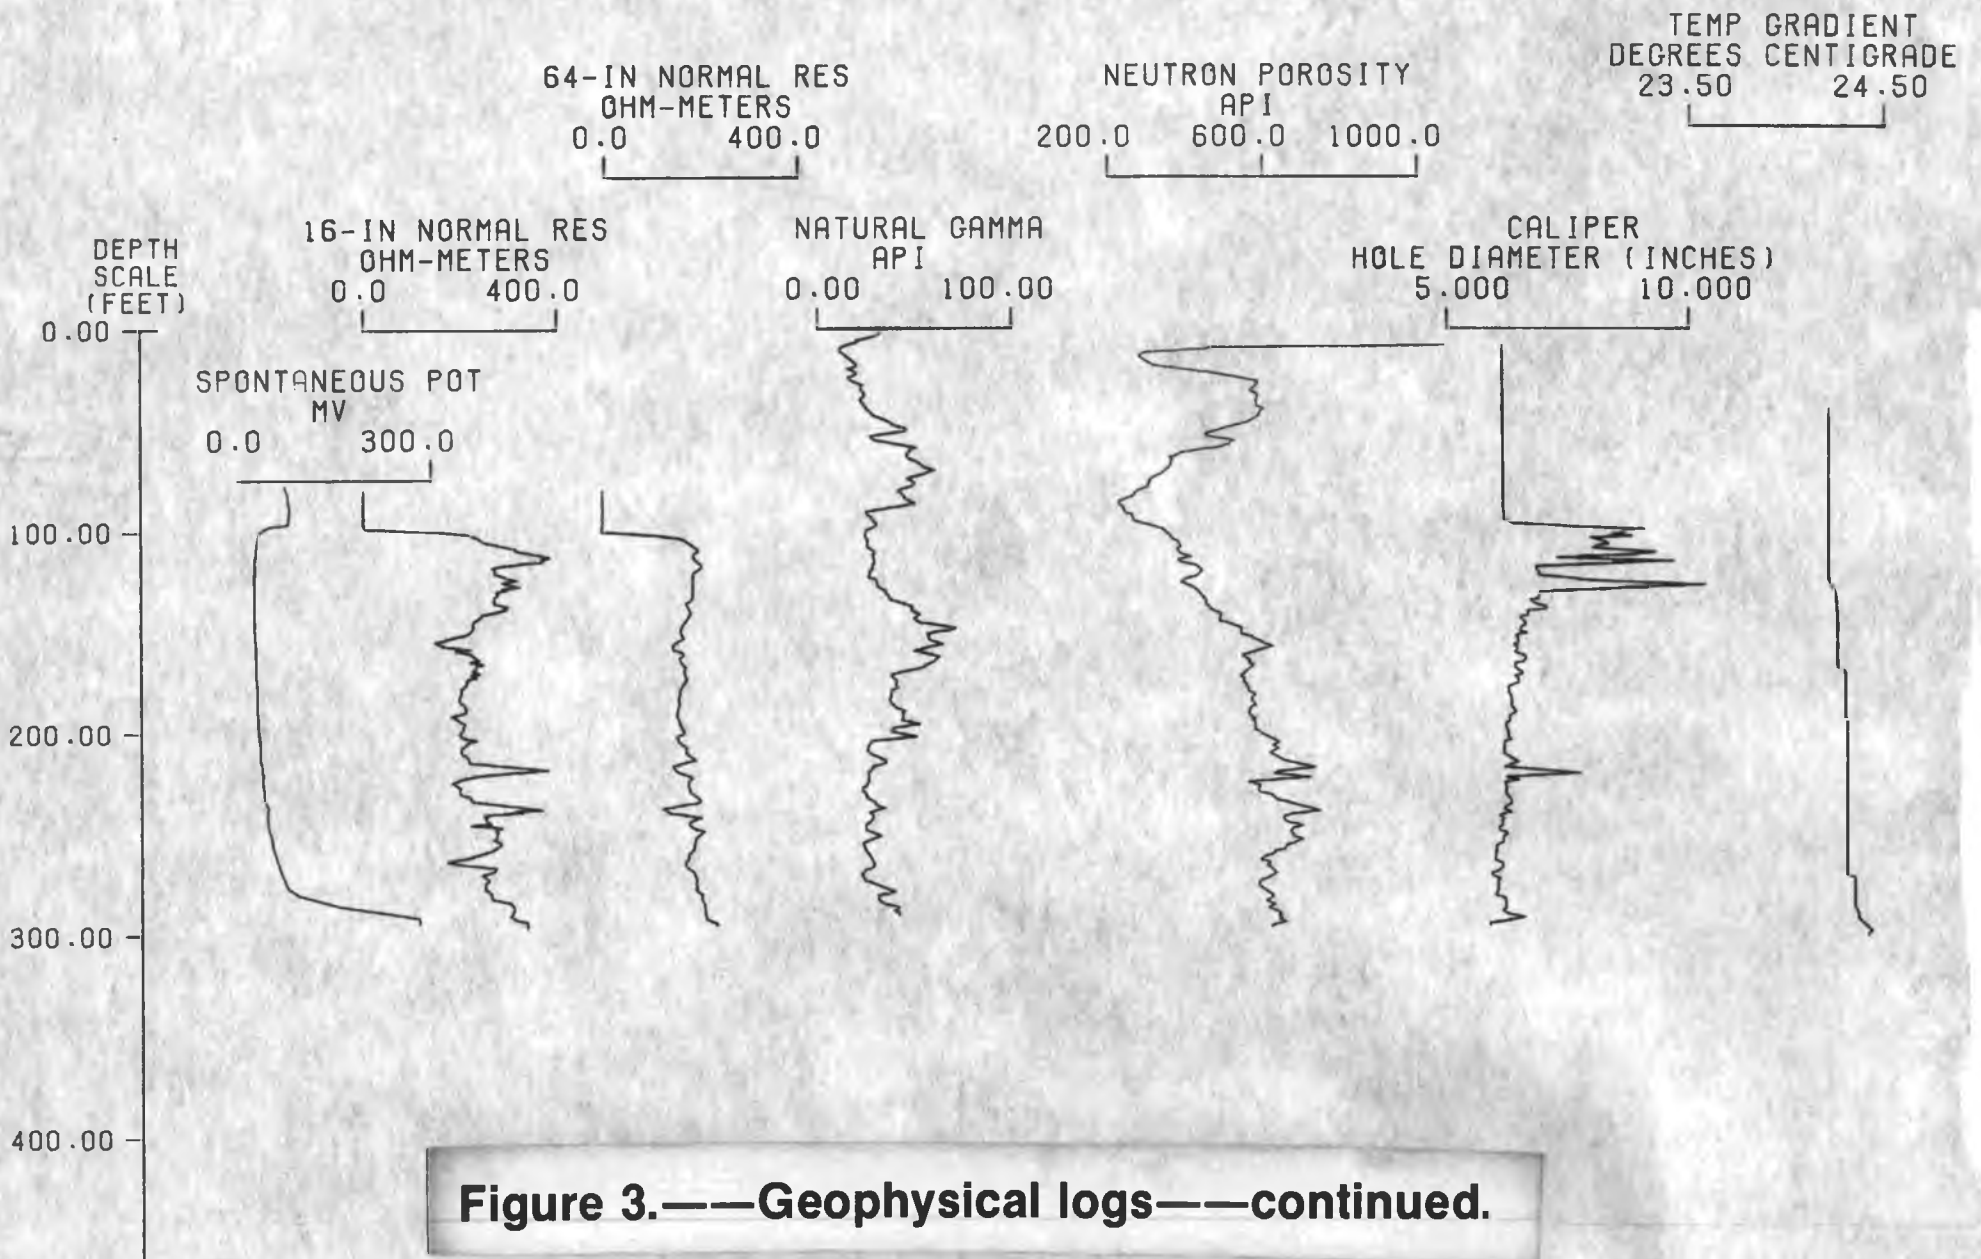 TEMP GRADIENT
DEGREES CENTIGRADE
23.50 24.50
64-IN NORMAL RES
OHM-METERS
0.0 400.0
NEUTRON POROSITY
API
200.0 600.0 1000.0
16-IN NORMAL RES
OHM-METERS
0.0 400.0
NATURAL GAMMA
API
0.00 100.00
CALIPER
HOLE DIAMETER (INCHES)
5.000 10.000
DEPTH
SCALE
(FEET)
0.00
SPONTANEOUS POT
MV
0.0 300.0
100.00
200.00
300.00
400.00
Figure 3.——Geophysical logs——continued.